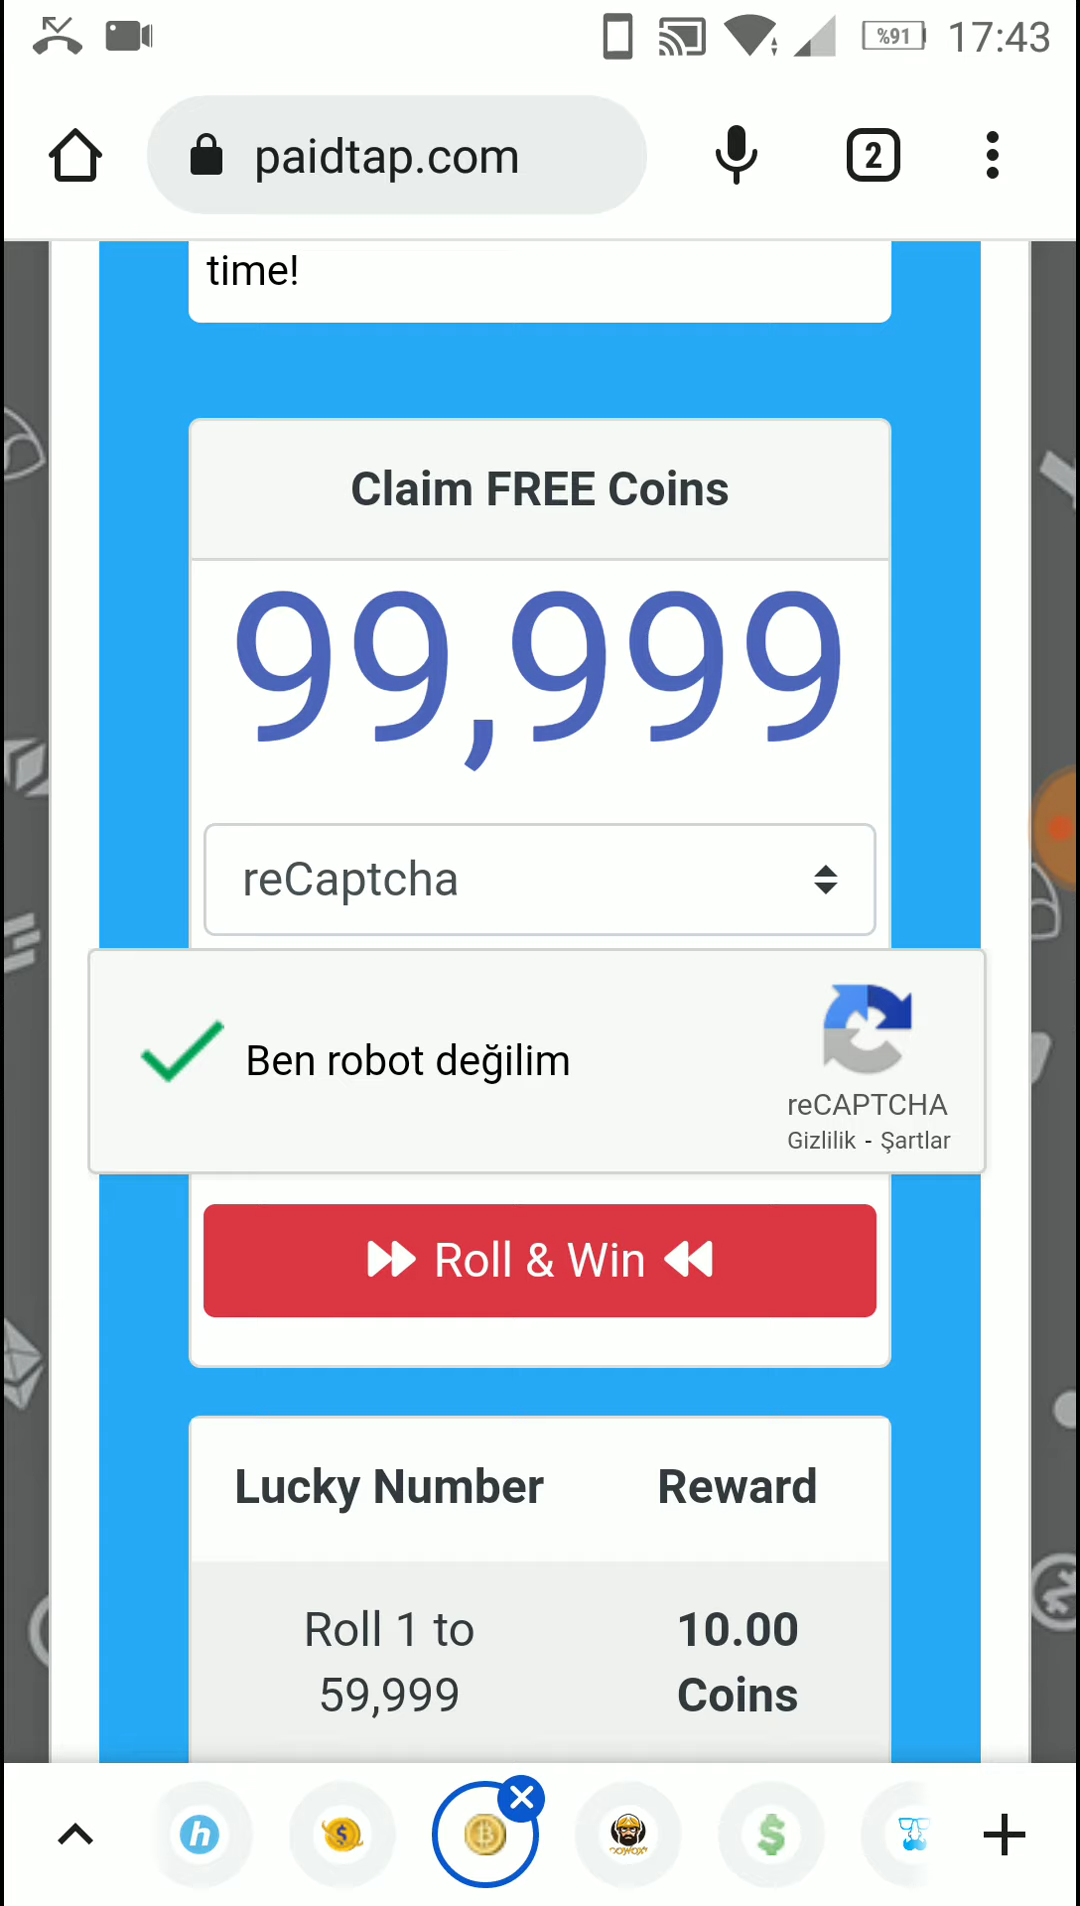 %91 17:43
paidtap.com 2
time!
Claim FREE Coins
99,999
reCaptcha
Ben robot değilim
reCAPTCHA
Gizlilik - Şartlar
Roll & Win
Lucky Number Reward
Roll 1 to 10.00
59,999 Coins